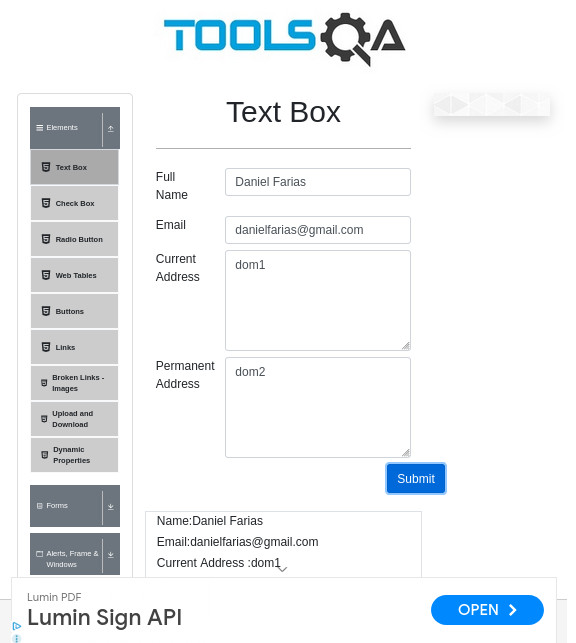 TOOLSQA
Elements
Text Box
Check Box
Radio Button
Web Tables
Buttons
Links
Broken Links -
Images
Upload and
Download
Dynamic
Properties
Forms
Alerts, Frame &
Windows
Text Box
Full
Name
Daniel Farias
Email
danielfarias@gmail.com
Current
Address
dom1
Permanent
Address
dom2
Submit
Name:Daniel Farias
Email:danielfarias@gmail.com
Current Address :dom1
Lumin PDF
Lumin Sign API
OPEN